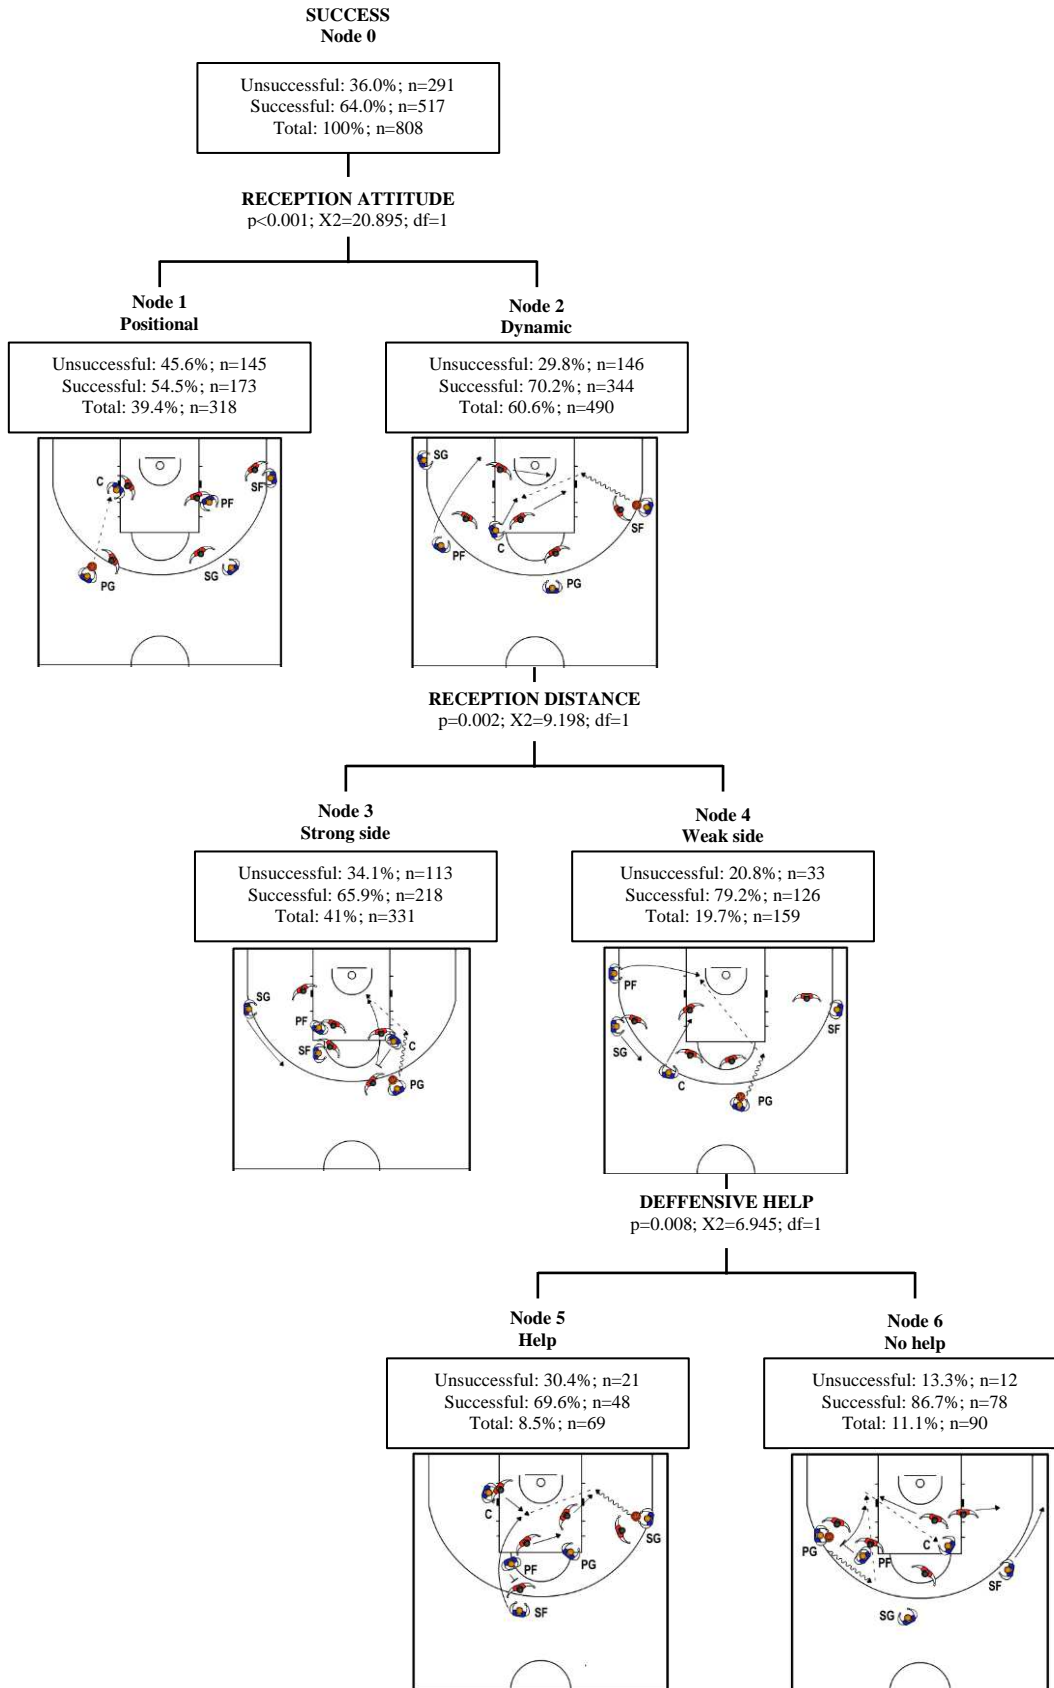 SUCCESS
Node 0
Unsuccessful: 36.0%; n=291
Successful: 64.0%; n=517
Total: 100%; n=808
RECEPTION ATTITUDE
p<0.001; X2=20.895; df=1
Node 1
Positional
Unsuccessful: 45.6%; n=145
Successful: 54.5%; n=173
Total: 39.4%; n=318
C
SF
PF
PG
SG
Node 2
Dynamic
Unsuccessful: 29.8%; n=146
Successful: 70.2%; n=344
Total: 60.6%; n=490
SG
SF
PF
C
PG
RECEPTION DISTANCE
p=0.002; X2=9.198; df=1
Node 3
Strong side
Unsuccessful: 34.1%; n=113
Successful: 65.9%; n=218
Total: 41%; n=331
SG
PF
SF
C
PG
Node 4
Weak side
Unsuccessful: 20.8%; n=33
Successful: 79.2%; n=126
Total: 19.7%; n=159
PF
SF
SG
C
PG
DEFFENSIVE HELP
p=0.008; X2=6.945; df=1
Node 5
Help
Unsuccessful: 30.4%; n=21
Successful: 69.6%; n=48
Total: 8.5%; n=69
C
SG
PF
PG
SF
Node 6
No help
Unsuccessful: 13.3%; n=12
Successful: 86.7%; n=78
Total: 11.1%; n=90
PG
PF
C
SF
SG